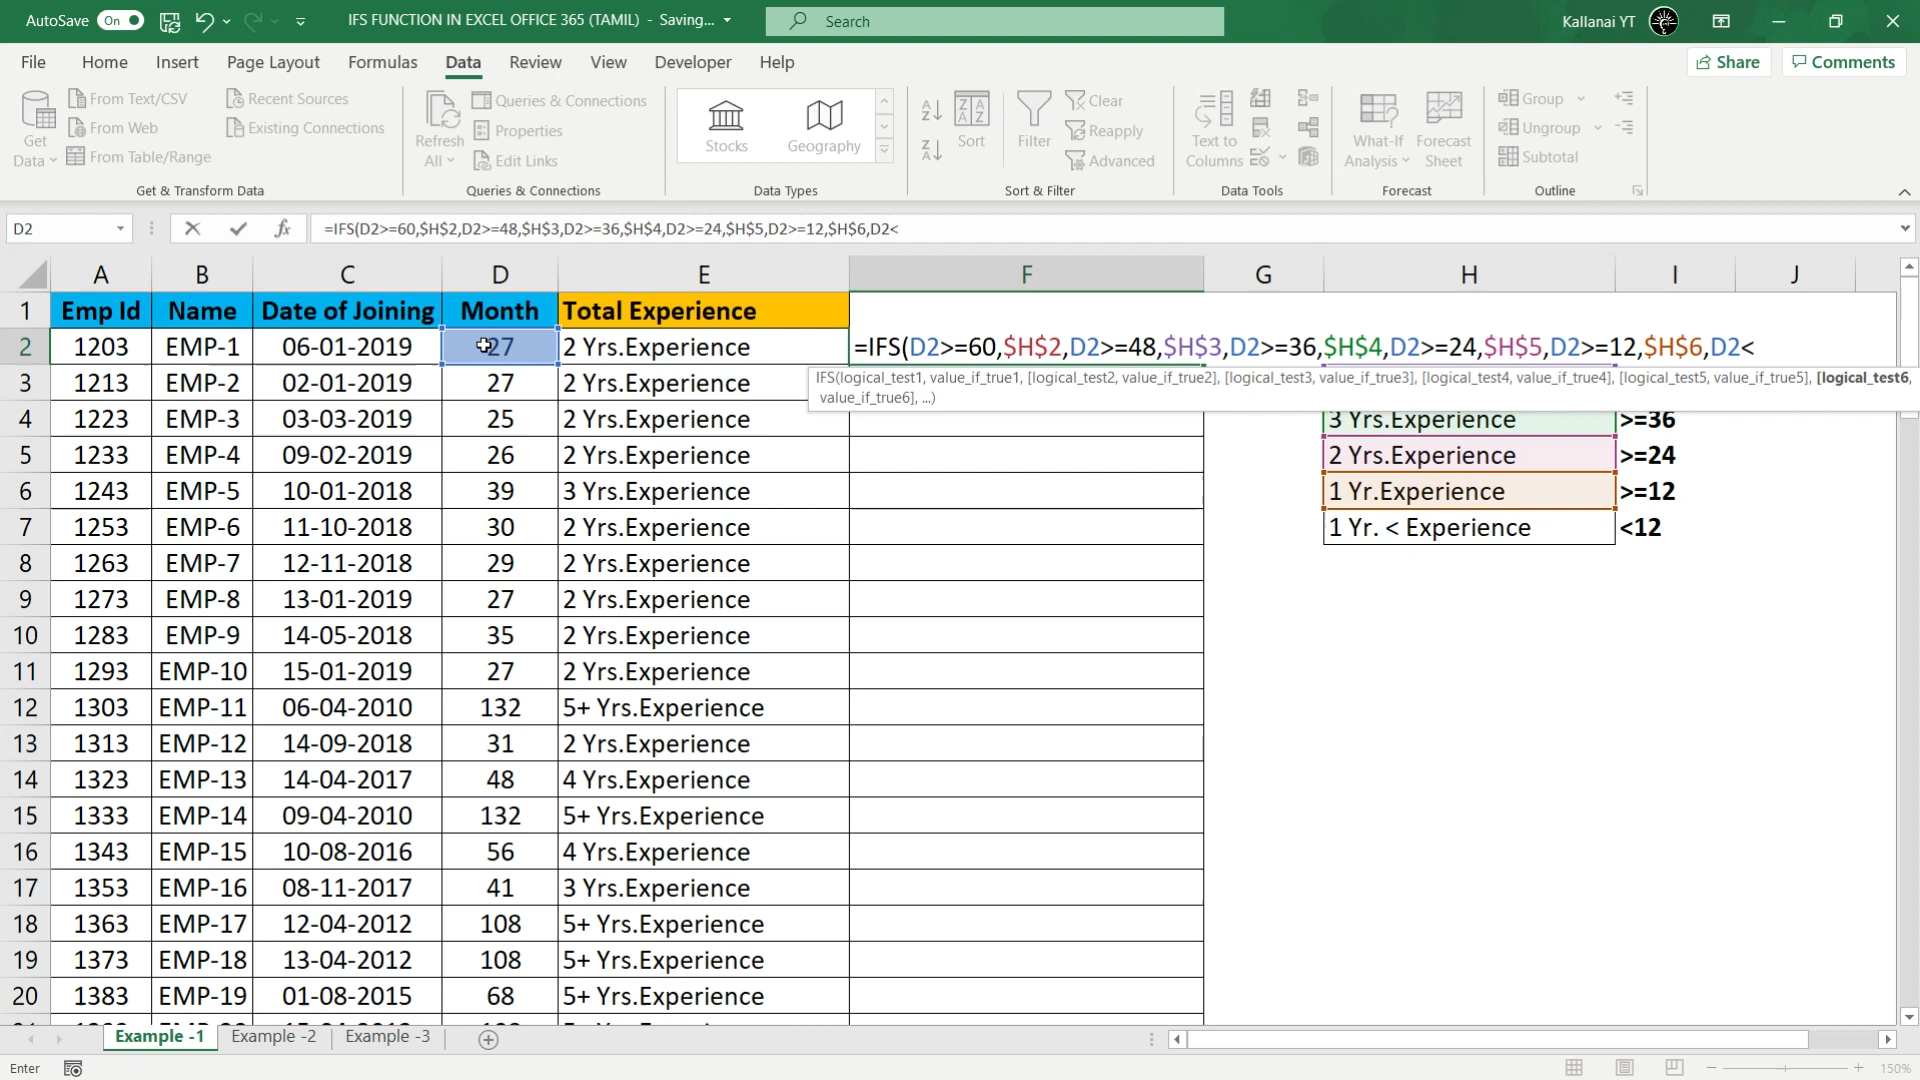 AutoSave On IFS FUNCTION IN EXCEL OFFICE 365 (TAMIL) - Saving... Search Kallanai YT
File Home Insert Page Layout Formulas Data Review View Developer Help Share Comments
Get Data
From Text/CSV
From Web
From Table/Range
Recent Sources
Existing Connections
Refresh All
Queries & Connections
Properties
Edit Links
Stocks
Geography
Sort
Filter
Clear
Reapply
Advanced
Text to Columns
What-If Analysis
Forecast Sheet
Group
Ungroup
Subtotal
Get & Transform Data Queries & Connections Data Types Sort & Filter Data Tools Forecast Outline
D2 fx =IFS(D2>=60,$H$2,D2>=48,$H$3,D2>=36,$H$4,D2>=24,$H$5,D2>=12,$H$6,D2<
A B C D E F G H I J
1 Emp Id Name Date of Joining Month Total Experience
2 1203 EMP-1 06-01-2019 27 2 Yrs.Experience =IFS(D2>=60,$H$2,D2>=48,$H$3,D2>=36,$H$4,D2>=24,$H$5,D2>=12,$H$6,D2<
IFS(logical_test1, value_if_true1, [logical_test2, value_if_true2], [logical_test3, value_if_true3], [logical_test4, value_if_true4], [logical_test5, value_if_true5], [logical_test6,
value_if_true6], ...)
3 1213 EMP-2 02-01-2019 27 2 Yrs.Experience
4 1223 EMP-3 03-03-2019 25 2 Yrs.Experience 3 Yrs.Experience >=36
5 1233 EMP-4 09-02-2019 26 2 Yrs.Experience 2 Yrs.Experience >=24
6 1243 EMP-5 10-01-2018 39 3 Yrs.Experience 1 Yr.Experience >=12
7 1253 EMP-6 11-10-2018 30 2 Yrs.Experience 1 Yr. < Experience <12
8 1263 EMP-7 12-11-2018 29 2 Yrs.Experience
9 1273 EMP-8 13-01-2019 27 2 Yrs.Experience
10 1283 EMP-9 14-05-2018 35 2 Yrs.Experience
11 1293 EMP-10 15-01-2019 27 2 Yrs.Experience
12 1303 EMP-11 06-04-2010 132 5+ Yrs.Experience
13 1313 EMP-12 14-09-2018 31 2 Yrs.Experience
14 1323 EMP-13 14-04-2017 48 4 Yrs.Experience
15 1333 EMP-14 09-04-2010 132 5+ Yrs.Experience
16 1343 EMP-15 10-08-2016 56 4 Yrs.Experience
17 1353 EMP-16 08-11-2017 41 3 Yrs.Experience
18 1363 EMP-17 12-04-2012 108 5+ Yrs.Experience
19 1373 EMP-18 13-04-2012 108 5+ Yrs.Experience
20 1383 EMP-19 01-08-2015 68 5+ Yrs.Experience
Example -1 Example -2 Example -3
Enter 150%